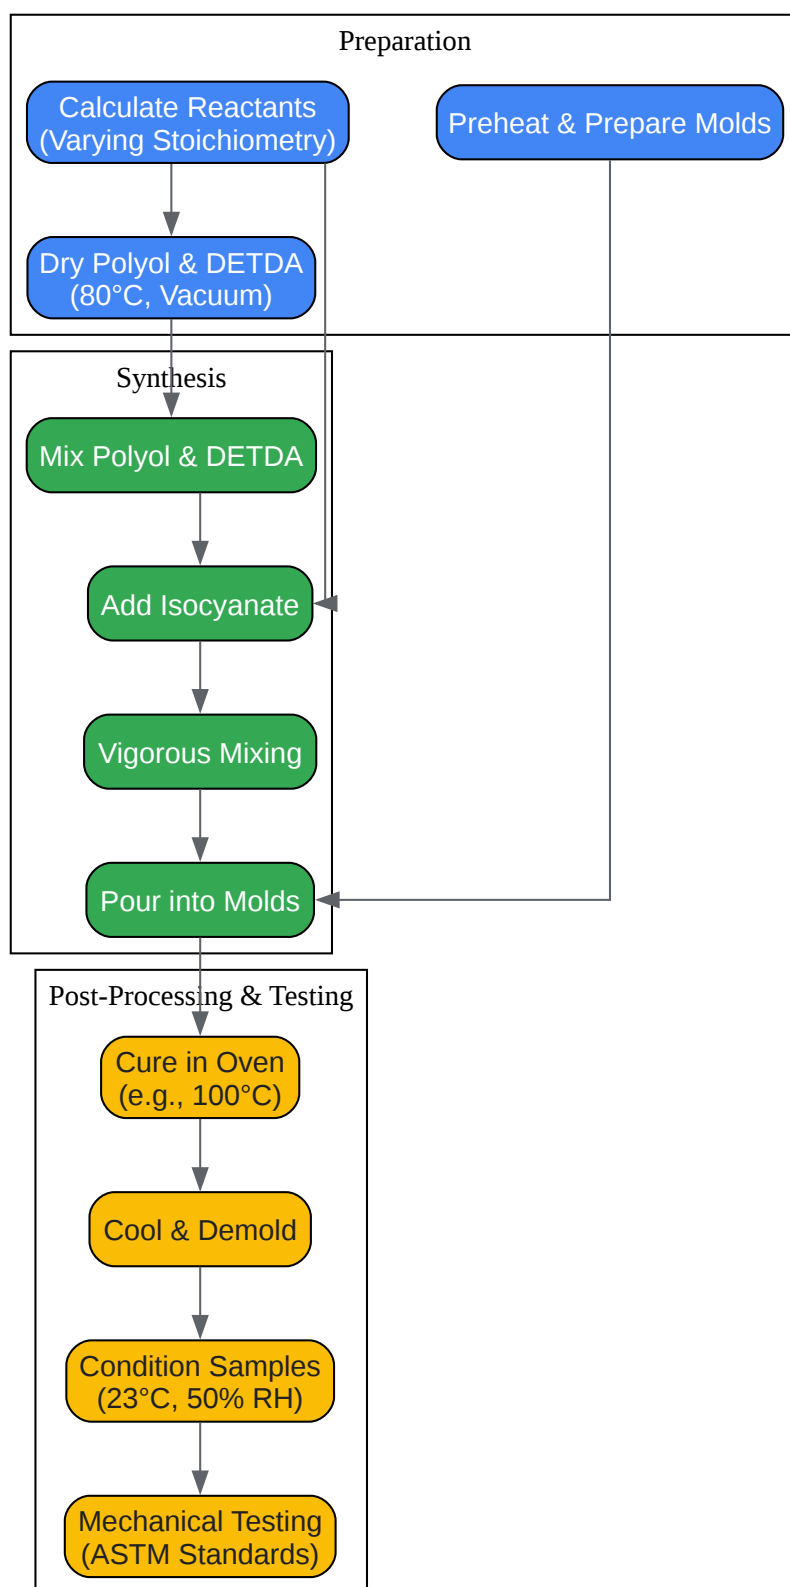 Preparation
Calculate Reactants
(Varying Stoichiometry)
Preheat & Prepare Molds
Dry Polyol & DETDA
(80°C, Vacuum)
Synthesis
Mix Polyol & DETDA
Add Isocyanate
Vigorous Mixing
Pour into Molds
Post-Processing & Testing
Cure in Oven
(e.g., 100°C)
Cool & Demold
Condition Samples
(23°C, 50% RH)
Mechanical Testing
(ASTM Standards)